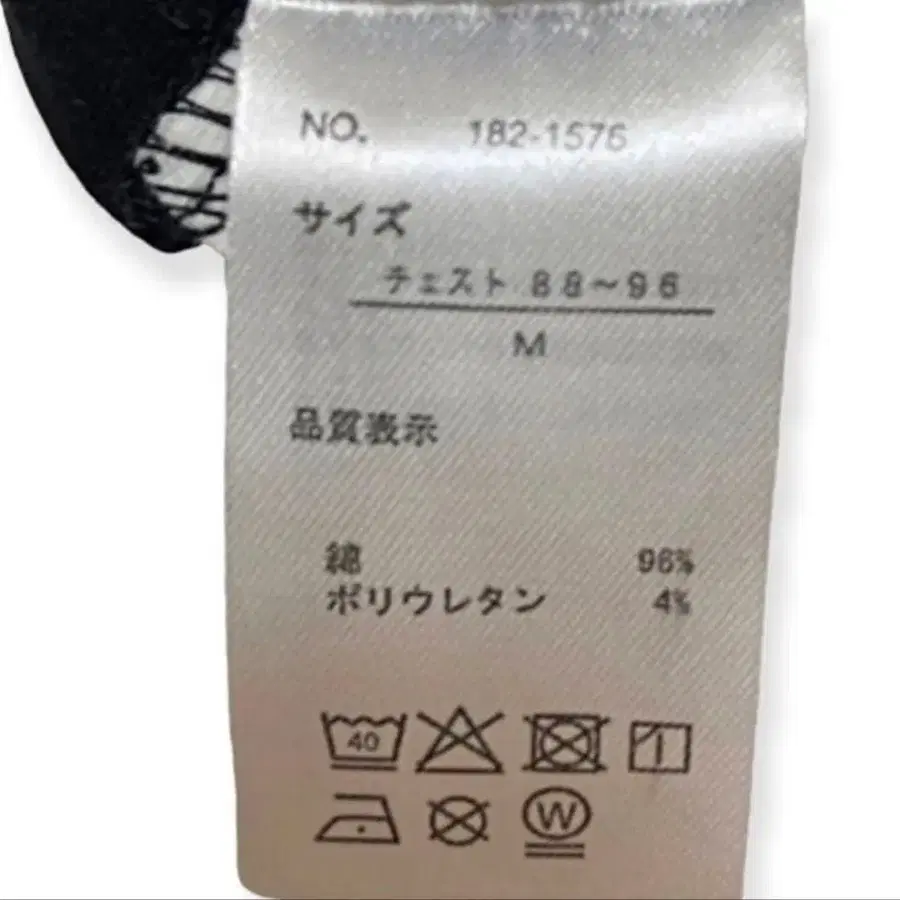 NO. 182-1576
サイズ
チェスト 88~96
M
品質表示
綿 96%
ポリウレタン 4%
40
W